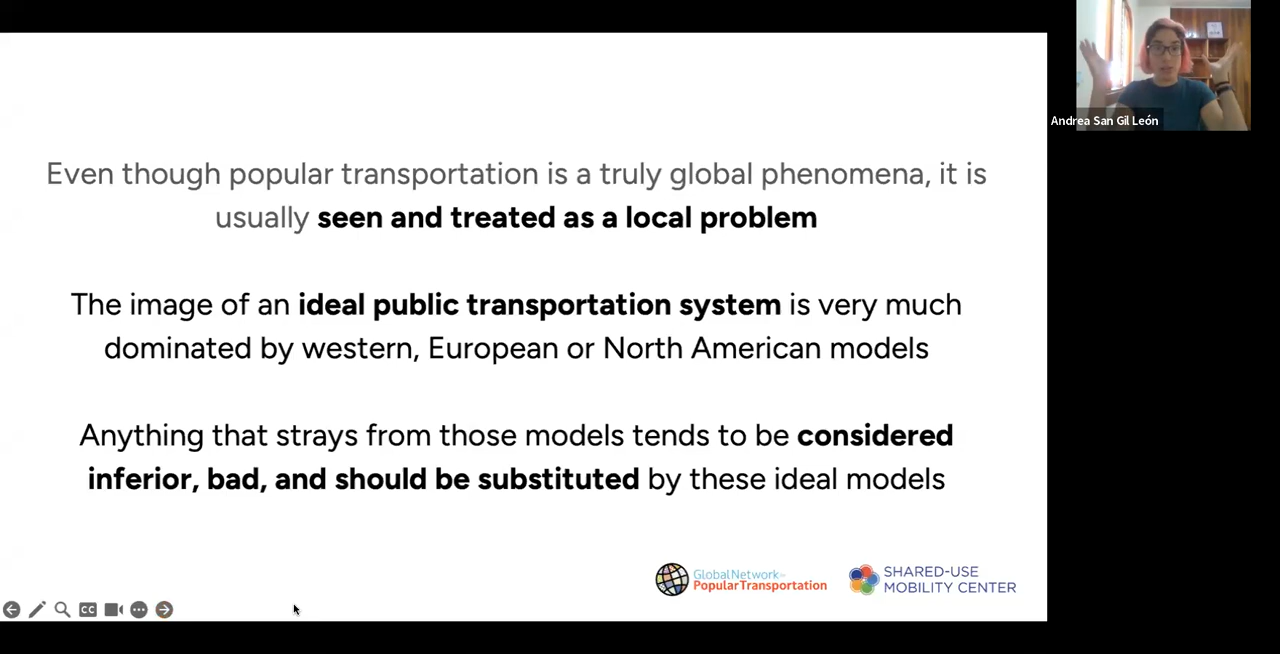 Even though popular transportation is a truly global phenomena, it is
usually seen and treated as a local problem
The image of an ideal public transportation system is very much
dominated by western, European or North American models
Anything that strays from those models tends to be considered
inferior, bad, and should be substituted by these ideal models
GlobalNetwork
PopularTransportation
SHARED-USE
MOBILITY CENTER
CC
Andrea San Gil León